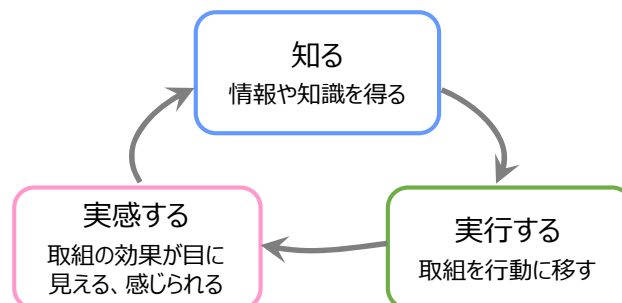 知る
情報や知識を得る
実感する
取組の効果が目に
見える、感じられる
実行する
取組を行動に移す